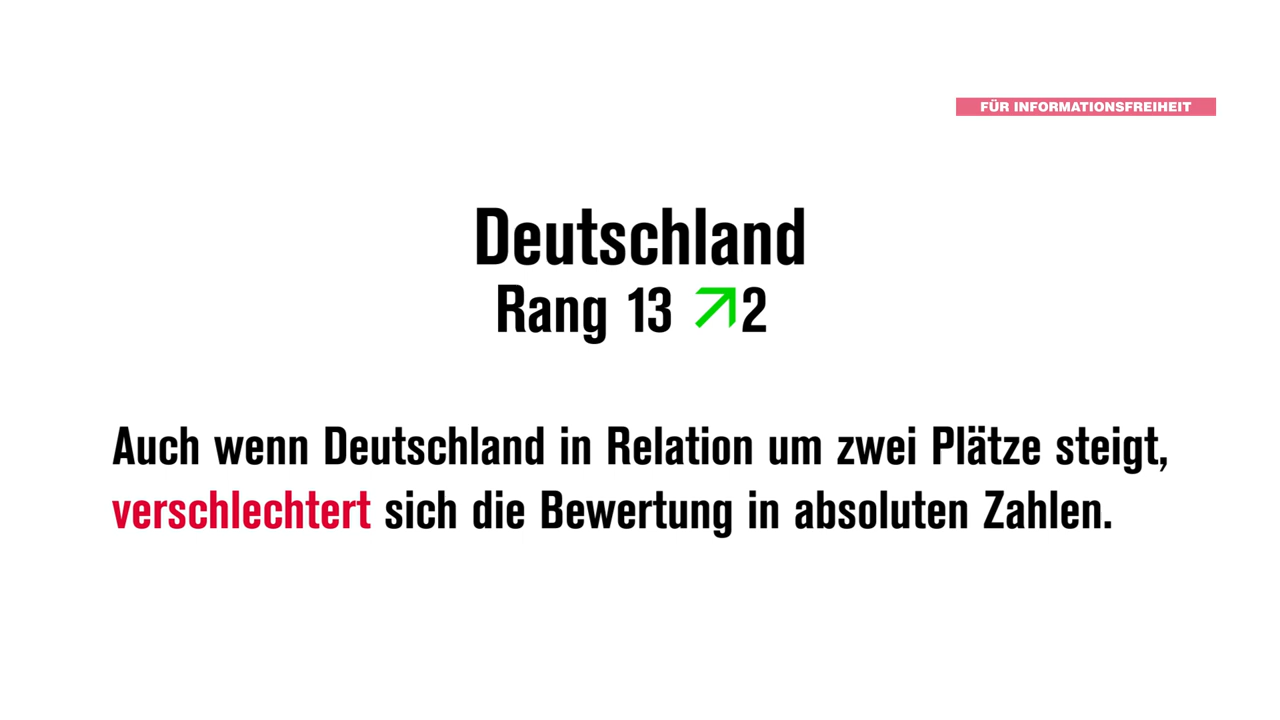 FÜR INFORMATIONSFREIHEIT
Deutschland
Rang 13 ↗2
Auch wenn Deutschland in Relation um zwei Plätze steigt,
verschlechtert sich die Bewertung in absoluten Zahlen.